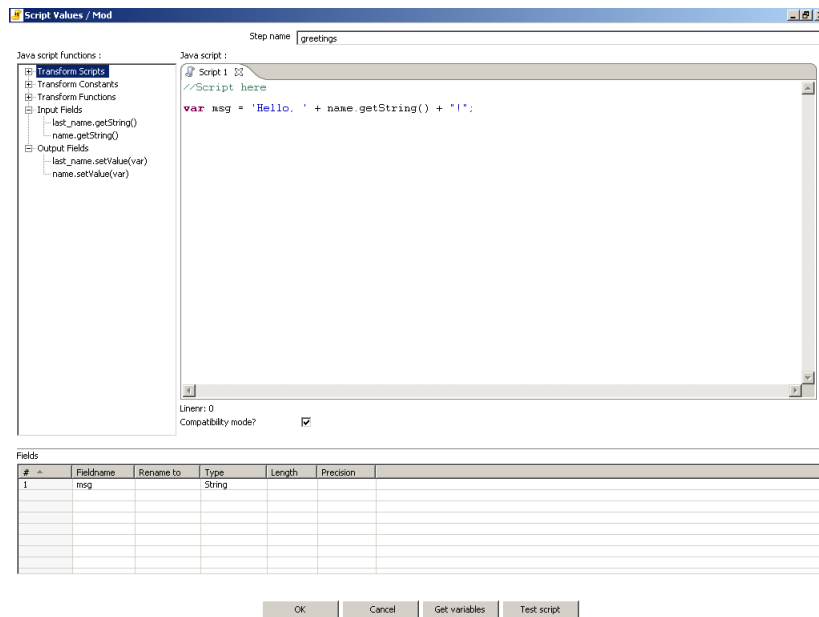 Script Values / Mod
Step name greetings
Java script functions :
Java script :
Transform Scripts
Transform Constants
Transform Functions
Input Fields
last_name.getString()
name.getString()
Output Fields
last_name.setValue(var)
name.setValue(var)
Script 1
//Script here
var msg = 'Hello, ' + name.getString() + "!";
Linenr: 0
Compatibility mode?
Fields
# Fieldname Rename to Type Length Precision
1 msg String
OK Cancel Get variables Test script